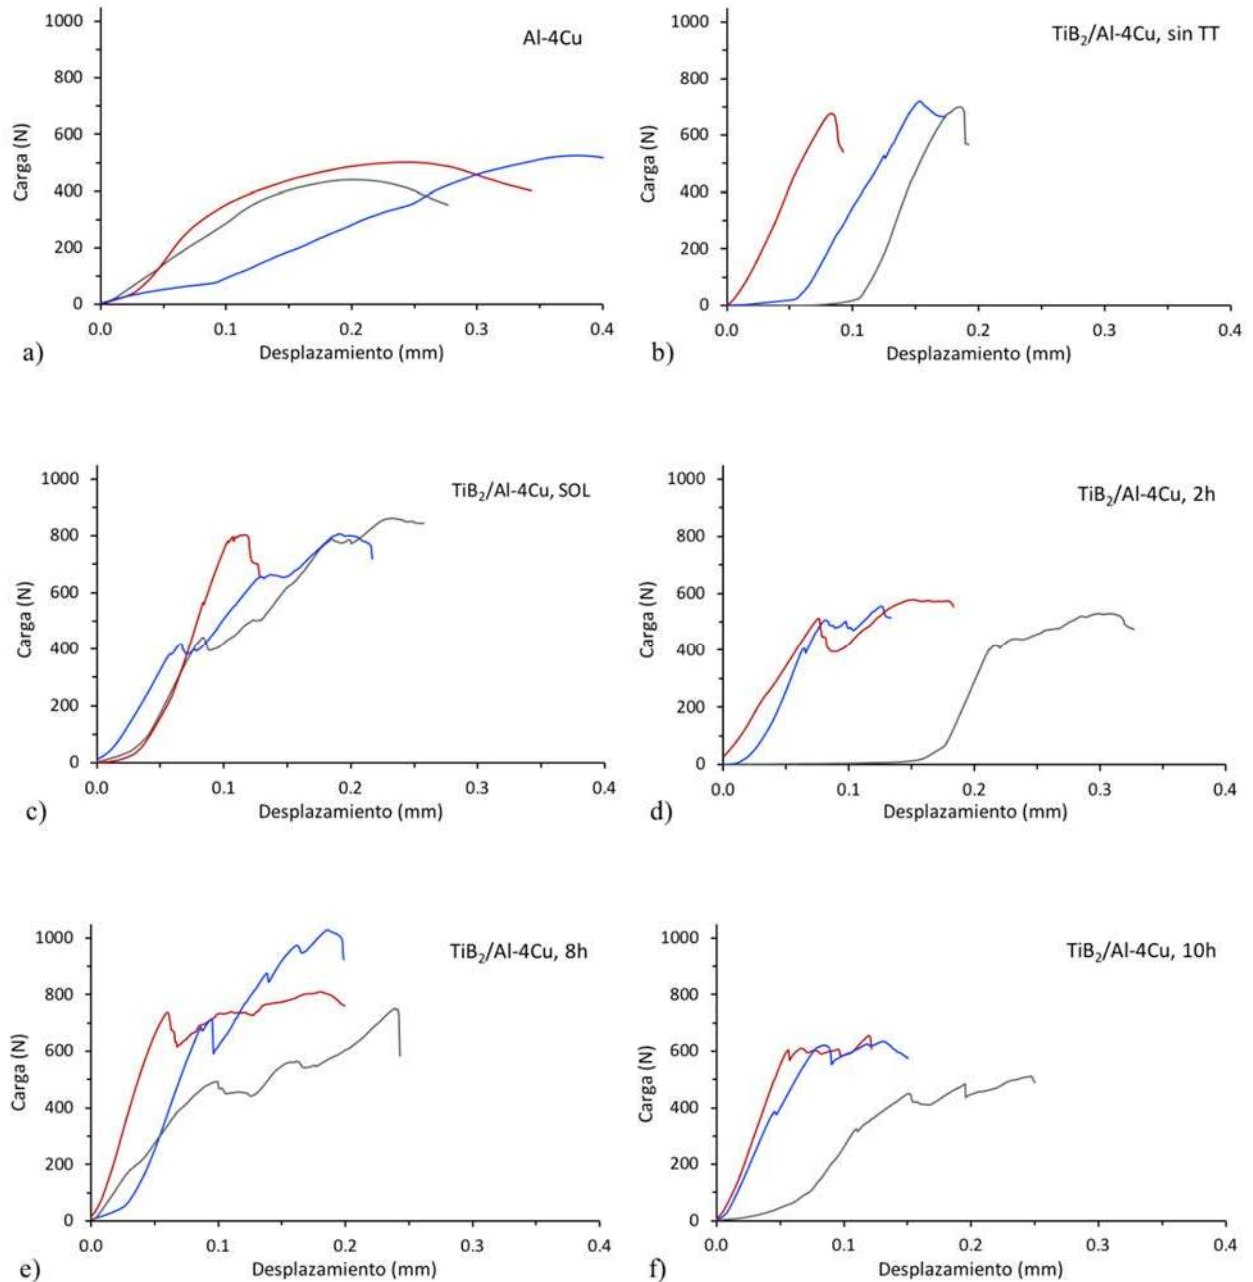 1000
Al-4Cu
800
600
400
200
0
Carga (N)
0.0 0.1 0.2 0.3 0.4
Desplazamiento (mm)
a)
1000
TiB₂/Al-4Cu, sin TT
800
600
400
200
0
Carga (N)
0.0 0.1 0.2 0.3 0.4
Desplazamiento (mm)
b)
1000
TiB₂/Al-4Cu, SOL
800
600
400
200
0
Carga (N)
0.0 0.1 0.2 0.3 0.4
Desplazamiento (mm)
c)
1000
TiB₂/Al-4Cu, 2h
800
600
400
200
0
Carga (N)
0.0 0.1 0.2 0.3 0.4
Desplazamiento (mm)
d)
1000
TiB₂/Al-4Cu, 8h
800
600
400
200
0
Carga (N)
0.0 0.1 0.2 0.3 0.4
Desplazamiento (mm)
e)
1000
TiB₂/Al-4Cu, 10h
800
600
400
200
0
Carga (N)
0.0 0.1 0.2 0.3 0.4
Desplazamiento (mm)
f)